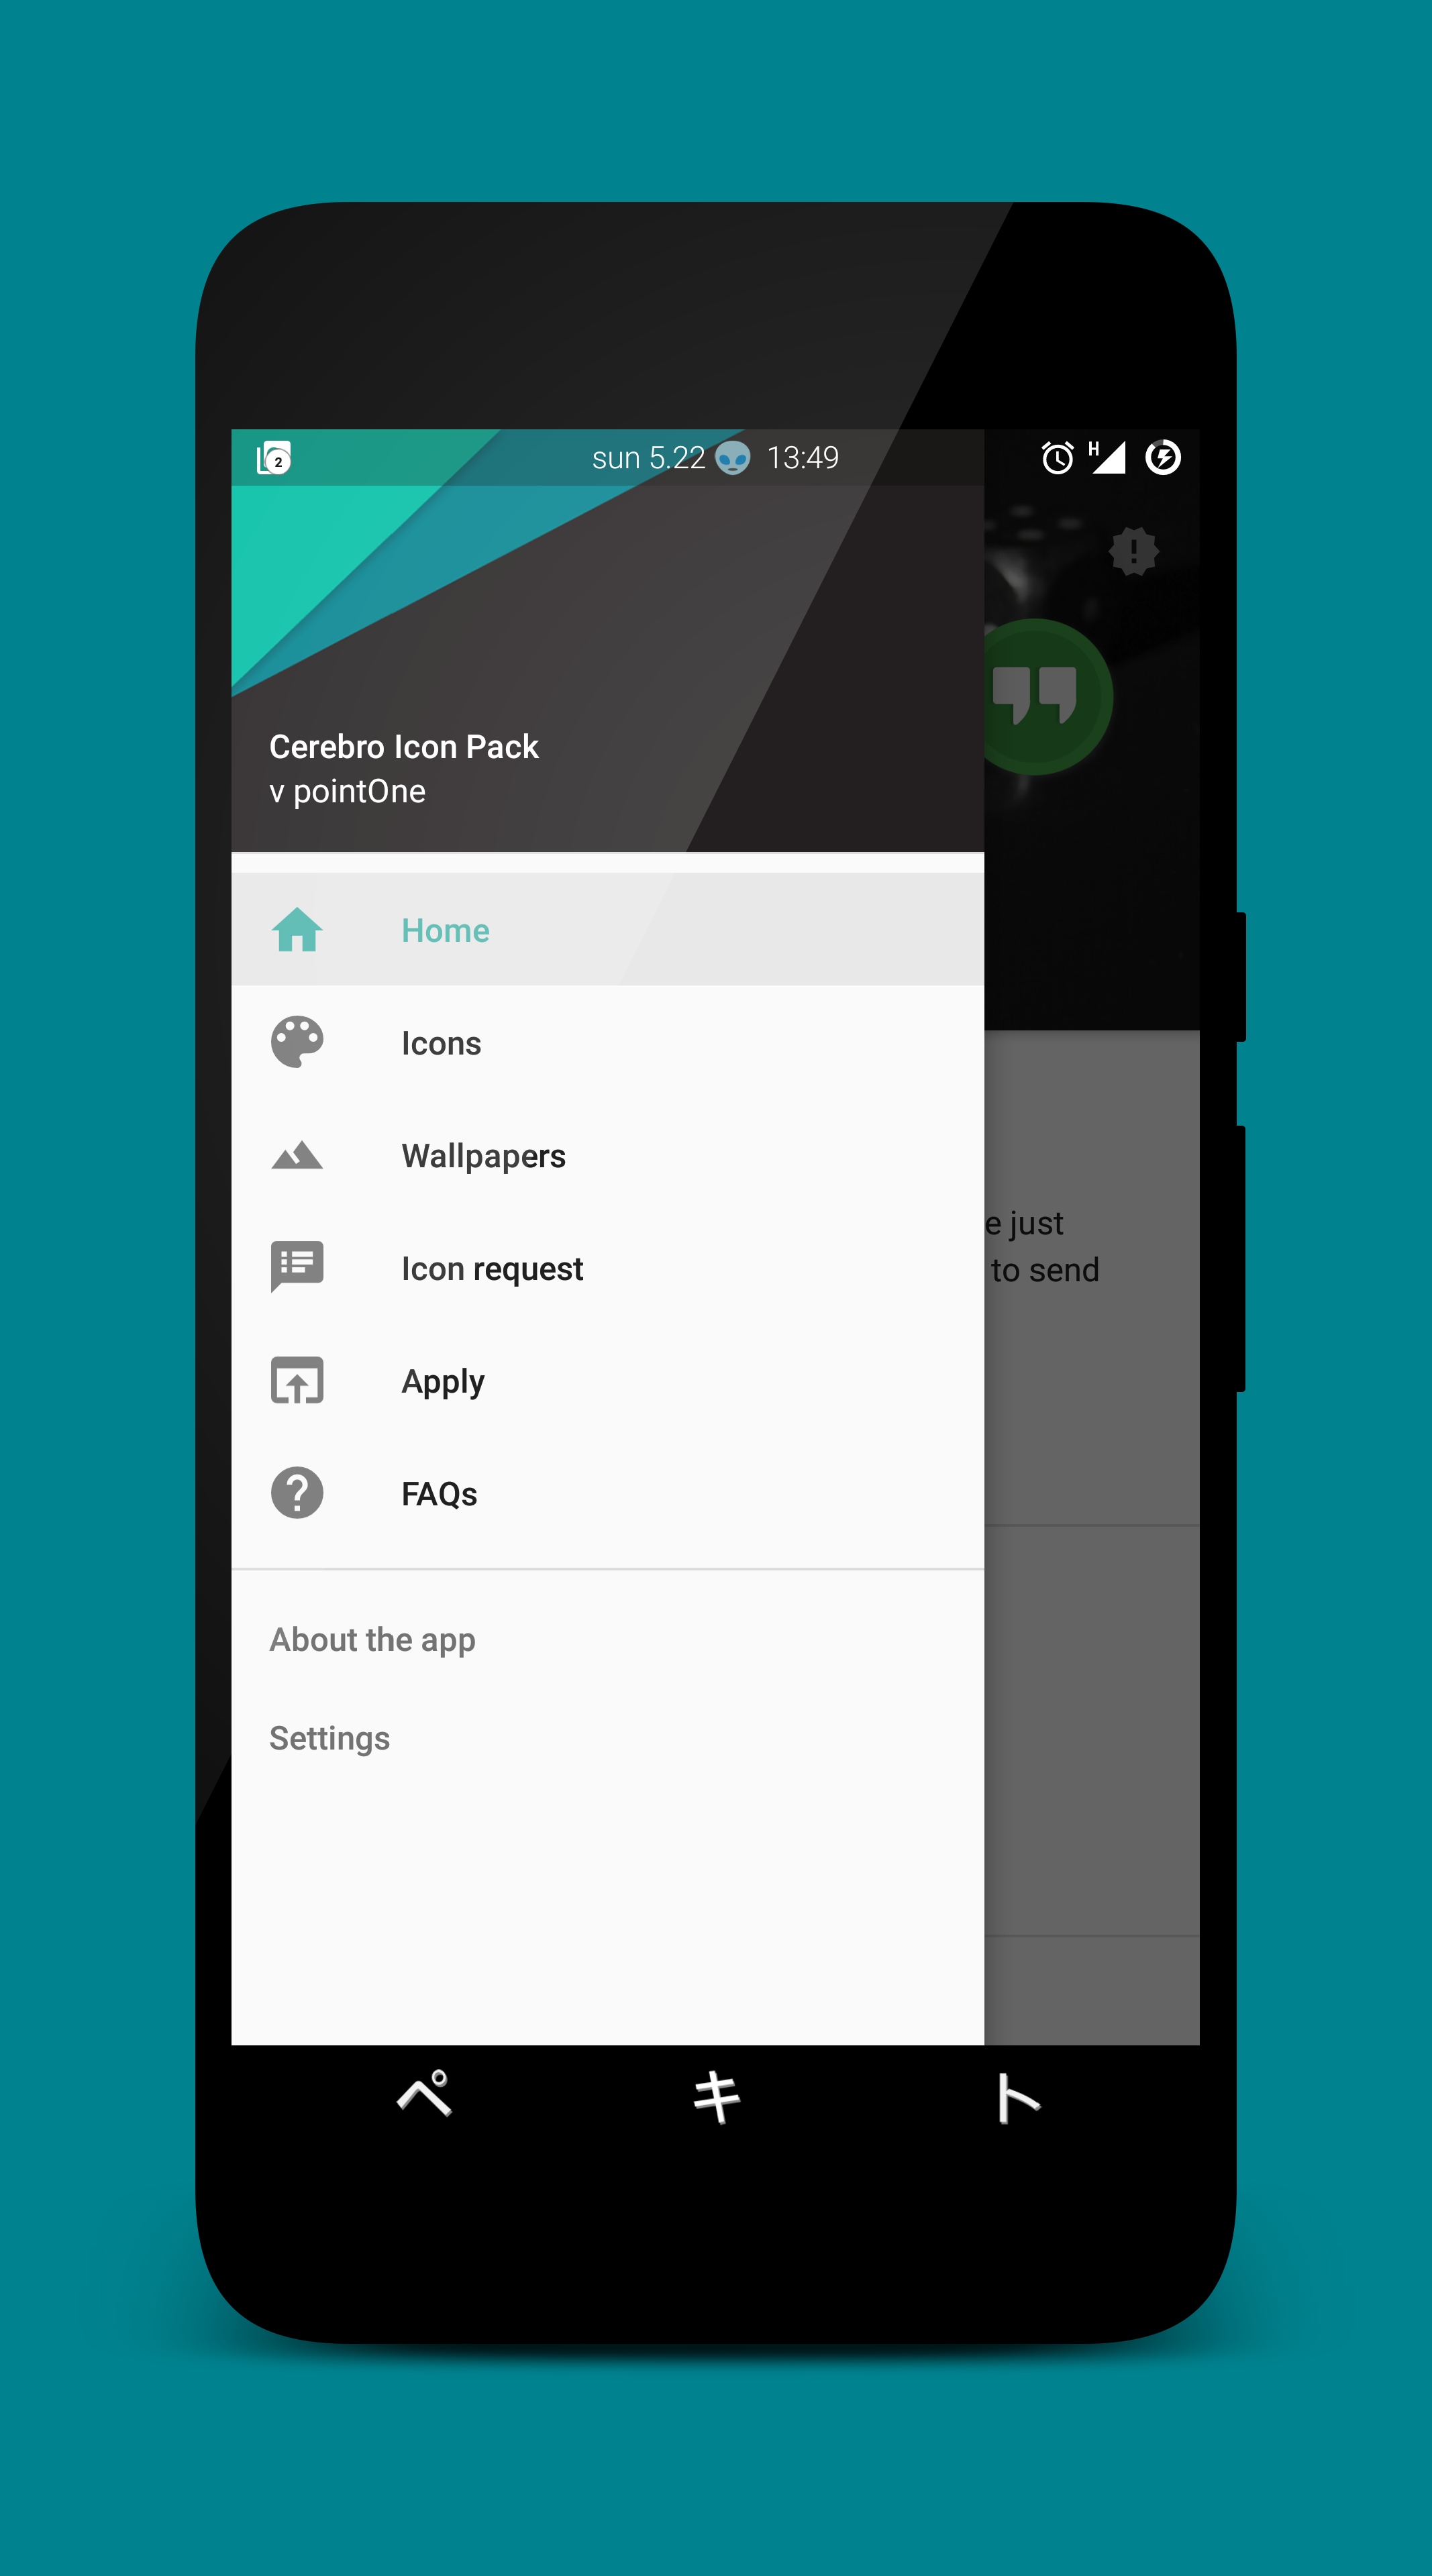 2
sun 5.22 👽 13:49
H
Cerebro Icon Pack
v pointOne
Home
Icons
Wallpapers
e just
Icon request
to send
Apply
FAQs
About the app
Settings
ペ キ ト